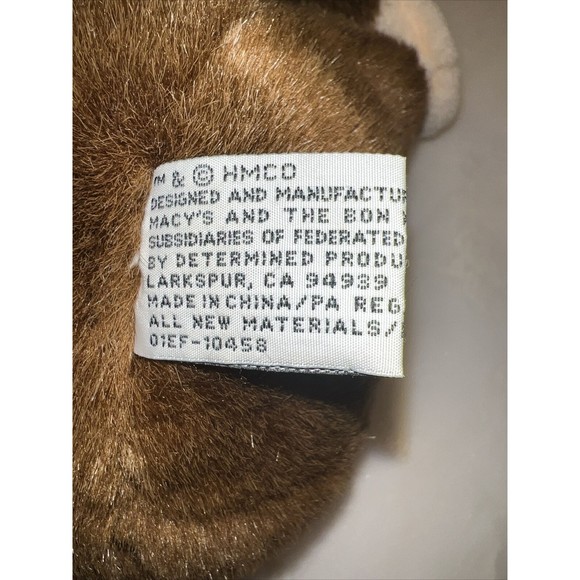 ™ & © HMCO
DESIGNED AND MANUFACTUR
MACY'S AND THE BON
SUBSIDIARIES OF FEDERATED
BY DETERMINED PRODU
LARKSPUR, CA 94939
MADE IN CHINA/PA REG.
ALL NEW MATERIALS/
01EF-10458